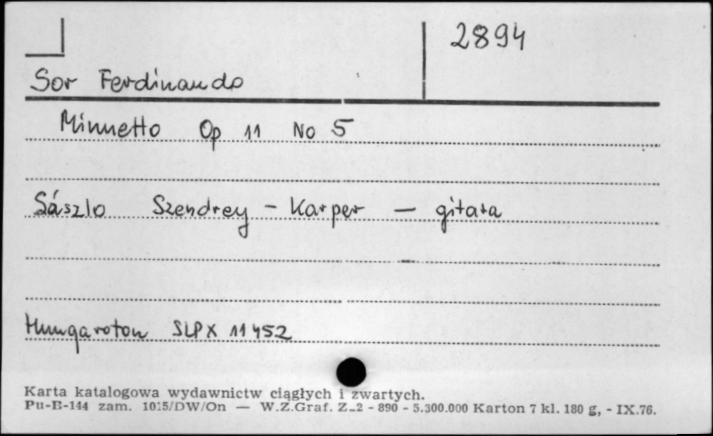 2894
Sor Ferdinando
Minuetto Op 11 No 5
Sászlo Szendrey - Karper - gitara
Hungaroton SLPX 11452
Karta katalogowa wydawnictw ciągłych i zwartych.
Pu-B-144 zam. 1015/DW/On — W.Z.Graf. Z-2 - 890 - 5.300.000 Karton 7 kl. 180 g, - IX.76.